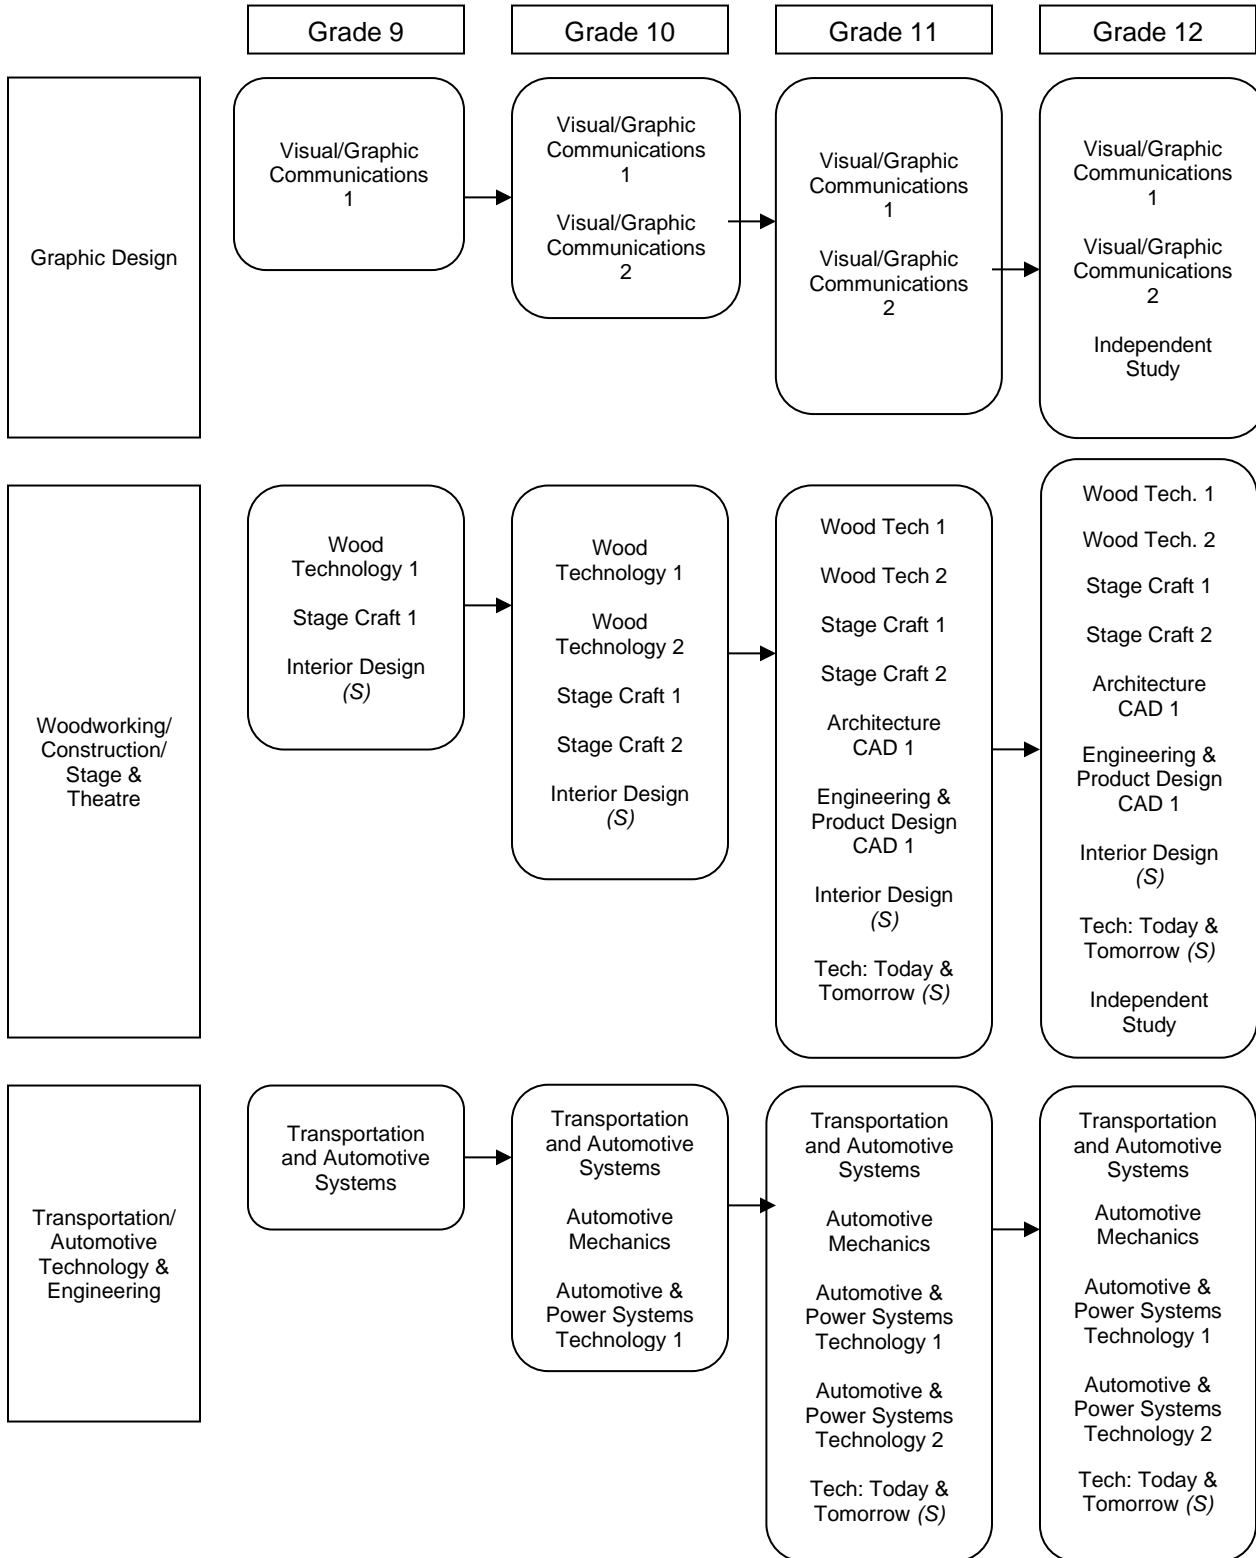 Grade 9
Grade 10
Grade 11
Grade 12
Graphic Design
Visual/Graphic
Communications
1
Visual/Graphic
Communications
1
Visual/Graphic
Communications
2
Visual/Graphic
Communications
1
Visual/Graphic
Communications
2
Visual/Graphic
Communications
1
Visual/Graphic
Communications
2
Independent
Study
Woodworking/
Construction/
Stage &
Theatre
Wood
Technology 1
Stage Craft 1
Interior Design
(S)
Wood
Technology 1
Wood
Technology 2
Stage Craft 1
Stage Craft 2
Interior Design
(S)
Wood Tech 1
Wood Tech 2
Stage Craft 1
Stage Craft 2
Architecture
CAD 1
Engineering &
Product Design
CAD 1
Interior Design
(S)
Tech: Today &
Tomorrow (S)
Wood Tech. 1
Wood Tech. 2
Stage Craft 1
Stage Craft 2
Architecture
CAD 1
Engineering &
Product Design
CAD 1
Interior Design
(S)
Tech: Today &
Tomorrow (S)
Independent
Study
Transportation/
Automotive
Technology &
Engineering
Transportation
and Automotive
Systems
Transportation
and Automotive
Systems
Automotive
Mechanics
Automotive &
Power Systems
Technology 1
Transportation
and Automotive
Systems
Automotive
Mechanics
Automotive &
Power Systems
Technology 1
Automotive &
Power Systems
Technology 2
Tech: Today &
Tomorrow (S)
Transportation
and Automotive
Systems
Automotive
Mechanics
Automotive &
Power Systems
Technology 1
Automotive &
Power Systems
Technology 2
Tech: Today &
Tomorrow (S)